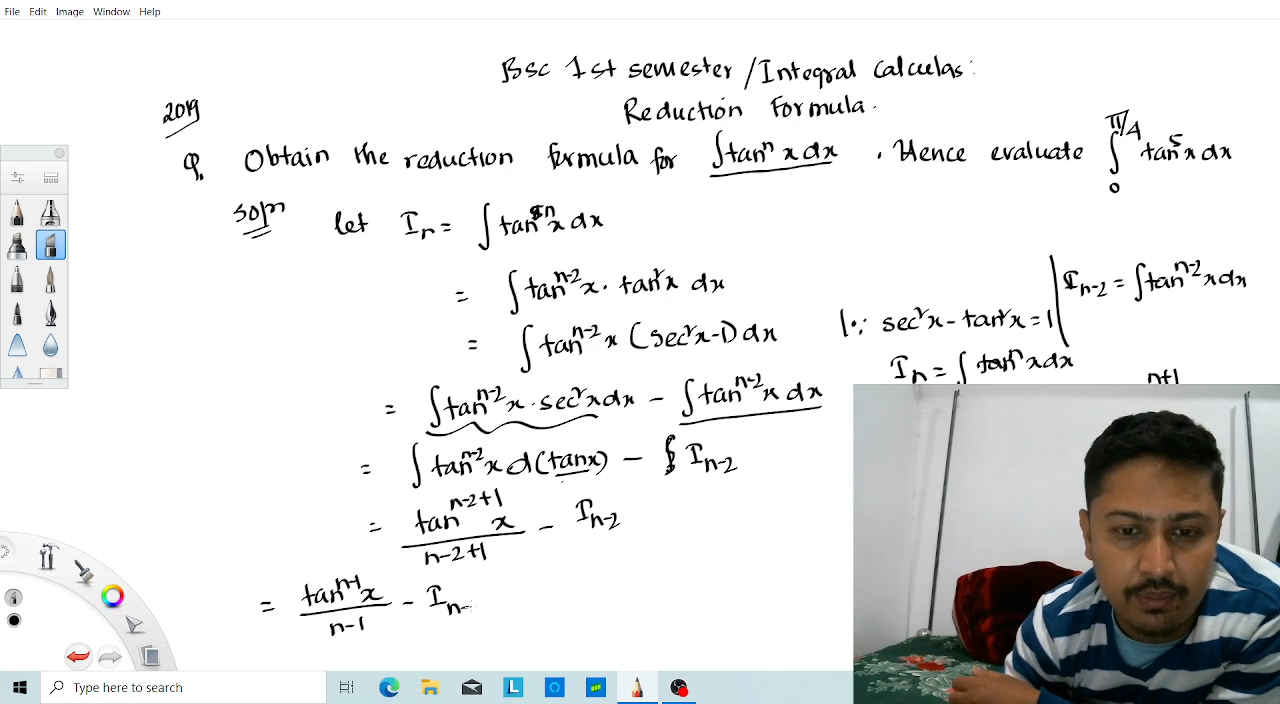 File Edit Image Window Help
Bsc 1st semester / Integral calculas:
Reduction Formula.
2019
Q. Obtain the reduction formula for ∫tanⁿ x dx . Hence evaluate ∫₀^π/4 tan⁵x dx
Solⁿ let Iₙ = ∫ tanⁿx dx
= ∫ tanⁿ⁻²x · tan²x dx
Iₙ₋₂ = ∫tanⁿ⁻²x dx
= ∫ tanⁿ⁻²x (sec²x-1) dx
|∵ sec²x - tan²x = 1
Iₙ = ∫ tanⁿx dx
n+1
= ∫tanⁿ⁻²x · sec²x dx - ∫tanⁿ⁻²x dx
= ∫ tanⁿ⁻²x d(tanx) - Iₙ₋₂
= tanⁿ⁻²⁺¹ x / n-2+1 - Iₙ₋₂
= tanⁿ⁻¹x / n-1 - Iₙ₋
Type here to search